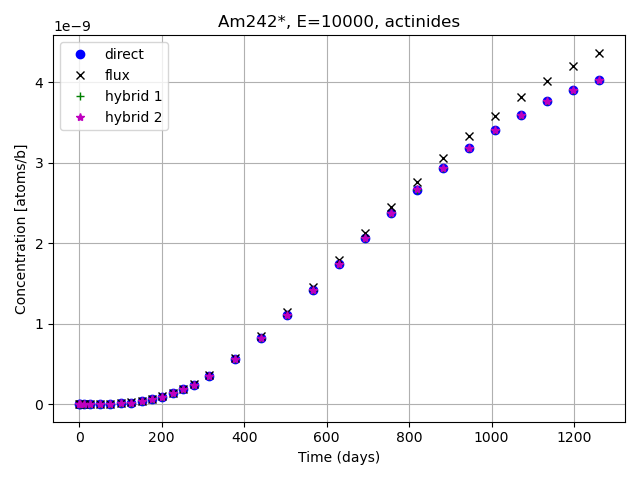 Am242*, E=10000, actinides
1e−9
direct
flux
hybrid 1
hybrid 2
4
3
2
1
0
Concentration [atoms/b]
0 200 400 600 800 1000 1200
Time (days)